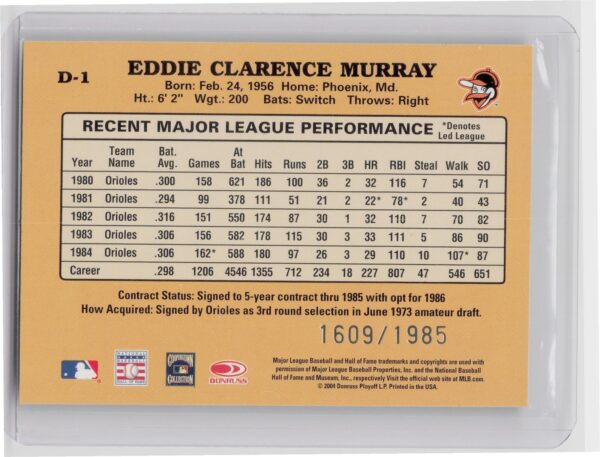 D-1
EDDIE CLARENCE MURRAY
Born: Feb. 24, 1956 Home: Phoenix, Md.
Ht.: 6' 2" Wgt.: 200 Bats: Switch Throws: Right
RECENT MAJOR LEAGUE PERFORMANCE *Denotes Led League
Year Team Name Bat. Avg. Games At Bat Hits Runs 2B 3B HR RBI Steal Walk SO
1980 Orioles .300 158 621 186 100 36 2 32 116 7 54 71
1981 Orioles .294 99 378 111 51 21 2 22* 78* 2 40 43
1982 Orioles .316 151 550 174 87 30 1 32 110 7 70 82
1983 Orioles .306 156 582 178 115 30 3 33 111 5 86 90
1984 Orioles .306 162* 588 180 97 26 3 29 110 10 107* 87
Career .298 1206 4546 1355 712 234 18 227 807 47 546 651
Contract Status: Signed to 5-year contract thru 1985 with opt for 1986
How Acquired: Signed by Orioles as 3rd round selection in June 1973 amateur draft.
1609/1985
Major League Baseball and Hall of Fame trademarks and copyrights are used with
permission of Major League Baseball Properties, Inc. and the National Baseball
Hall of Fame and Museum, Inc., respectively Visit the official web site at MLB.com.
© 2004 Donruss Playoff L.P. Printed in the USA.
NATIONAL BASEBALL HALL OF FAME
COOPERSTOWN COLLECTION
DONRUSS